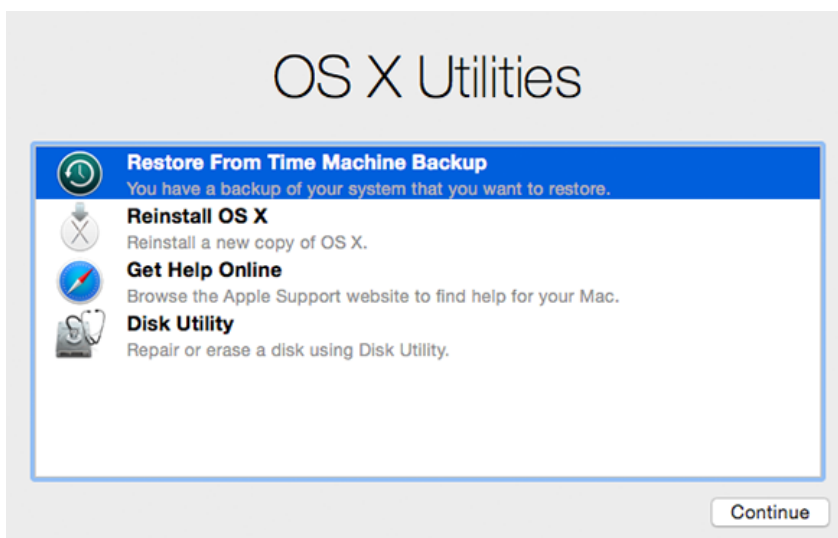 OS X Utilities
Restore From Time Machine Backup
You have a backup of your system that you want to restore.
Reinstall OS X
Reinstall a new copy of OS X.
Get Help Online
Browse the Apple Support website to find help for your Mac.
Disk Utility
Repair or erase a disk using Disk Utility.
Continue